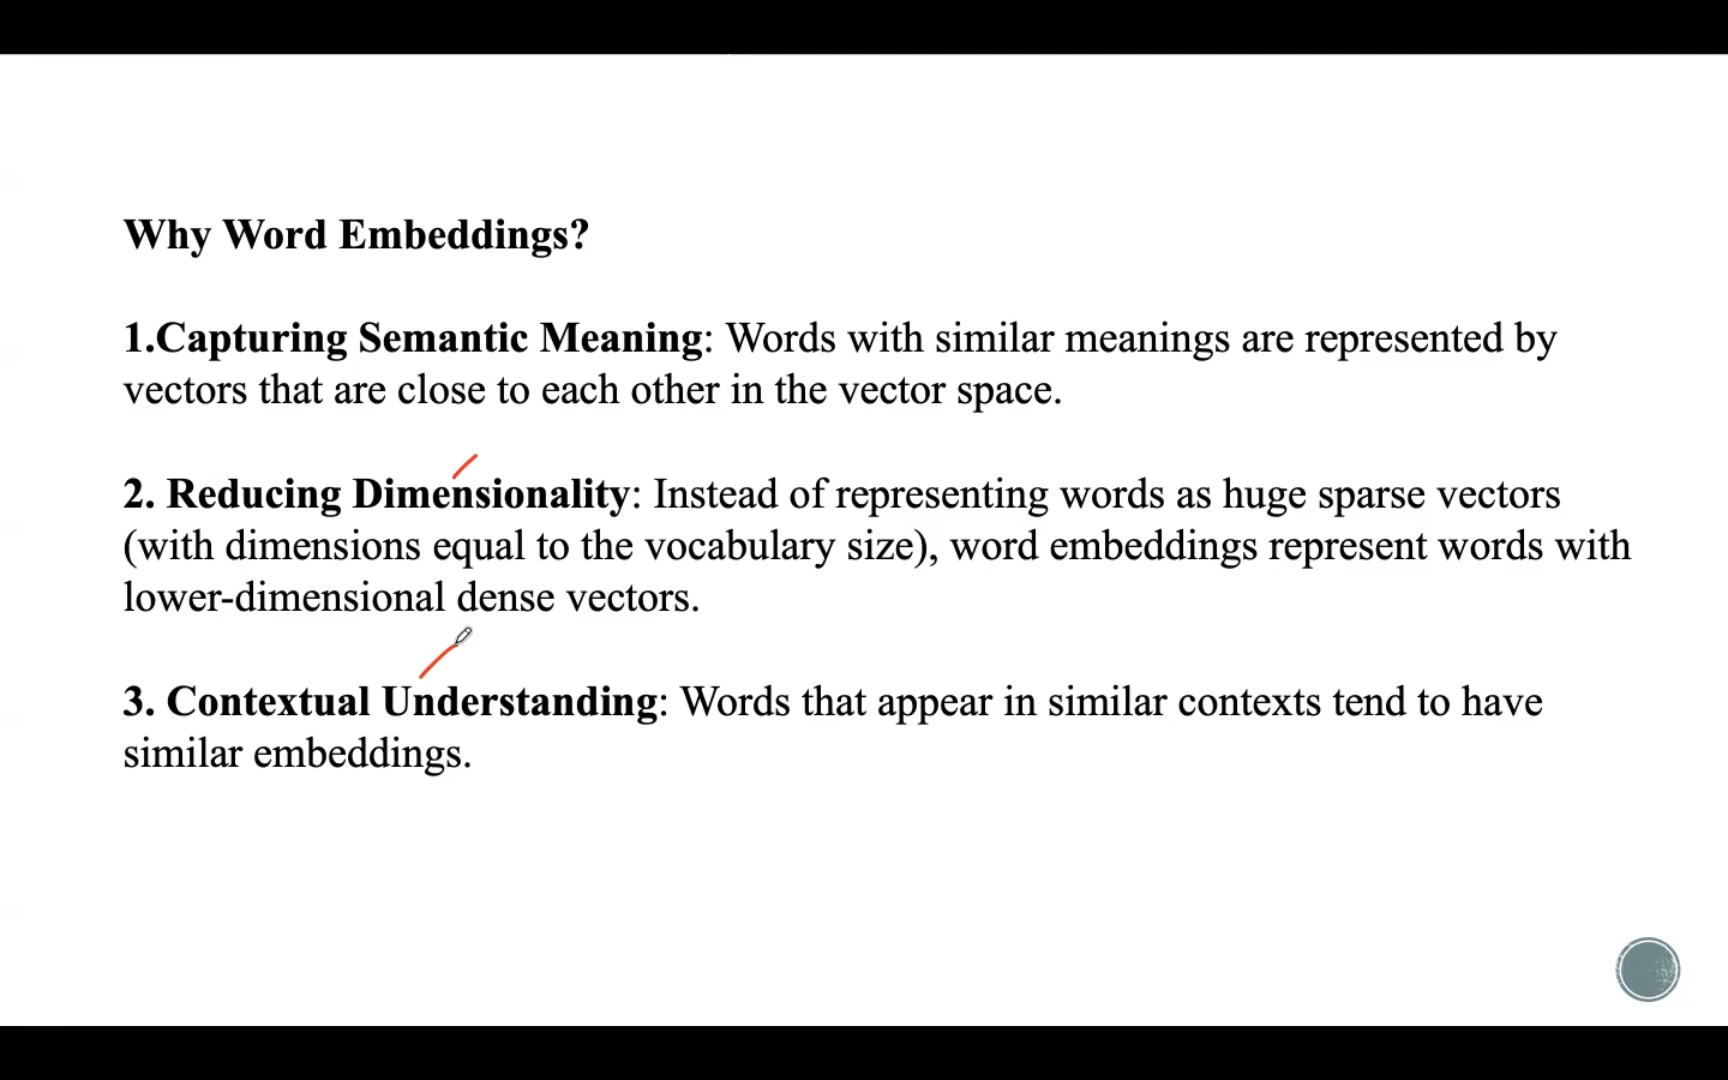 Why Word Embeddings?
1.Capturing Semantic Meaning: Words with similar meanings are represented by
vectors that are close to each other in the vector space.
2. Reducing Dimensionality: Instead of representing words as huge sparse vectors
(with dimensions equal to the vocabulary size), word embeddings represent words with
lower-dimensional dense vectors.
3. Contextual Understanding: Words that appear in similar contexts tend to have
similar embeddings.